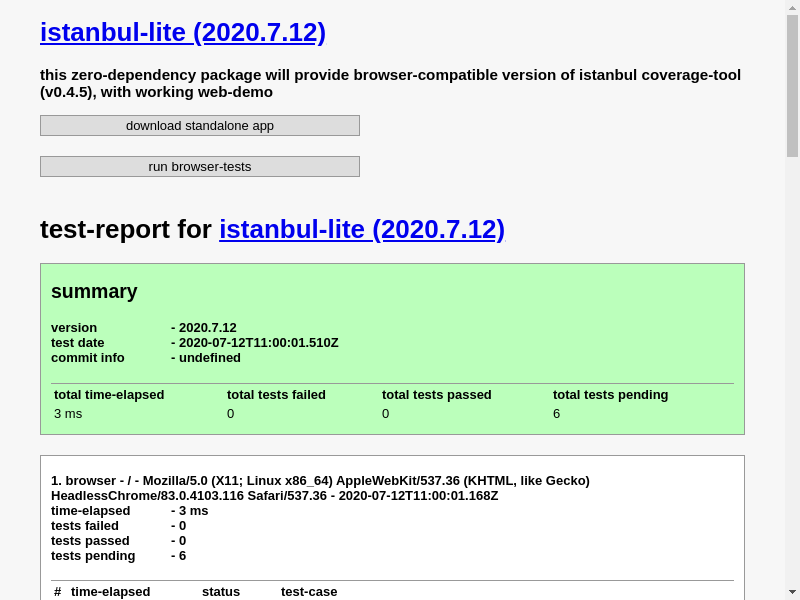 istanbul-lite (2020.7.12)
this zero-dependency package will provide browser-compatible version of istanbul coverage-tool
(v0.4.5), with working web-demo
download standalone app
run browser-tests
test-report for istanbul-lite (2020.7.12)
summary
version - 2020.7.12
test date - 2020-07-12T11:00:01.510Z
commit info - undefined
total time-elapsed total tests failed total tests passed total tests pending
3 ms 0 0 6
1. browser - / - Mozilla/5.0 (X11; Linux x86_64) AppleWebKit/537.36 (KHTML, like Gecko)
HeadlessChrome/83.0.4103.116 Safari/537.36 - 2020-07-12T11:00:01.168Z
time-elapsed - 3 ms
tests failed - 0
tests passed - 0
tests pending - 6
# time-elapsed status test-case